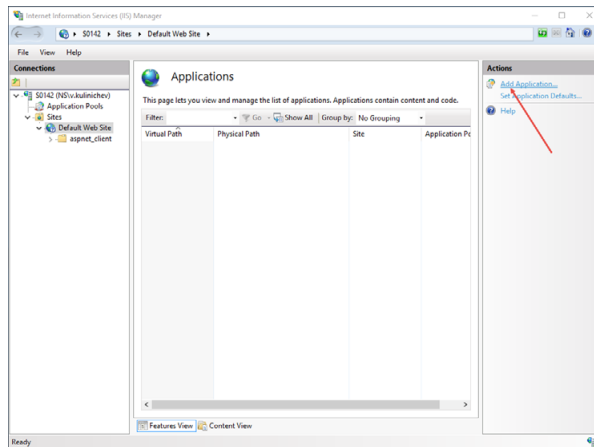 Internet Information Services (IIS) Manager
S0142 Sites Default Web Site
File View Help
Connections
S0142 (NS\v.kulinichev)
Application Pools
Sites
Default Web Site
aspnet_client
Applications
This page lets you view and manage the list of applications. Applications contain content and code.
Filter: Go Show All Group by: No Grouping
Virtual Path Physical Path Site Application Po
Features View Content View
Actions
Add Application...
Set Application Defaults...
Help
Ready